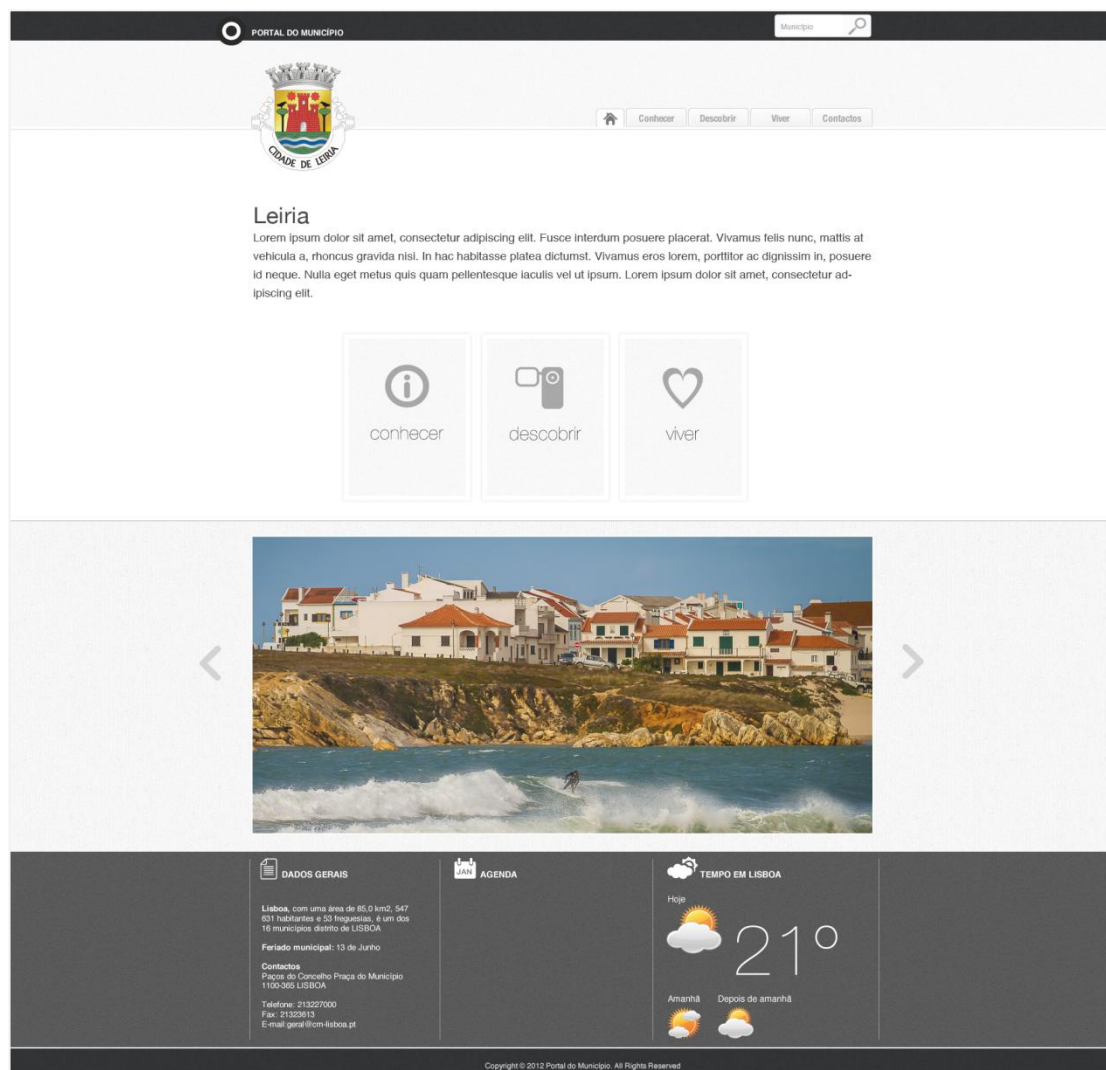 PORTAL DO MUNICÍPIO
Município
CIDADE DE LEIRIA
Conhecer
Descobrir
Viver
Contactos
Leiria
Lorem ipsum dolor sit amet, consectetur adipiscing elit. Fusce interdum posuere placerat. Vivamus felis nunc, mattis at
vehicula a, rhoncus gravida nisi. In hac habitasse platea dictumst. Vivamus eros lorem, porttitor ac dignissim in, posuere
id neque. Nulla eget metus quis quam pellentesque iaculis vel ut ipsum. Lorem ipsum dolor sit amet, consectetur ad-
ipiscing elit.
conhecer
descobrir
viver
DADOS GERAIS
Lisboa, com uma área de 85,0 km2, 547
631 habitantes e 53 freguesias, é um dos
16 municípios distrito de LISBOA
Feriado municipal: 13 de Junho
Contactos
Paços do Concelho Praça do Município
1100-365 LISBOA
Telefone: 213227000
Fax: 21323613
E-mail:geral@cm-lisboa.pt
JAN
AGENDA
TEMPO EM LISBOA
Hoje
21º
Amanhã
Depois de amanhã
Copyright © 2012 Portal do Município. All Rights Reserved